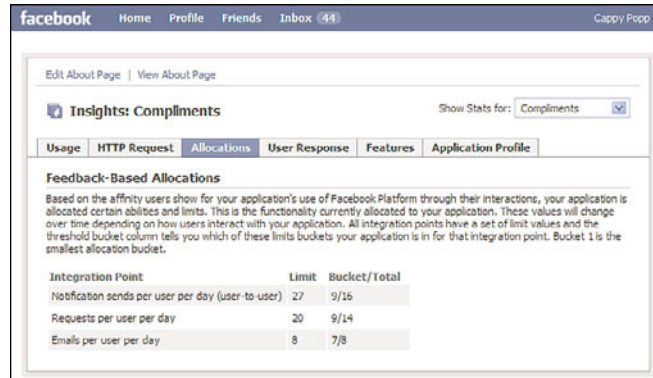 facebook Home Profile Friends Inbox 44 Cappy Popp
Edit About Page | View About Page
Insights: Compliments Show Stats for: Compliments
Usage HTTP Request Allocations User Response Features Application Profile
Feedback-Based Allocations
Based on the affinity users show for your application's use of Facebook Platform through their interactions, your application is
allocated certain abilities and limits. This is the functionality currently allocated to your application. These values will change
over time depending on how users interact with your application. All integration points have a set of limit values and the
threshold bucket column tells you which of these limits buckets your application is in for that integration point. Bucket 1 is the
smallest allocation bucket.
Integration Point Limit Bucket/Total
Notification sends per user per day (user-to-user) 27 9/16
Requests per user per day 20 9/14
Emails per user per day 8 7/8